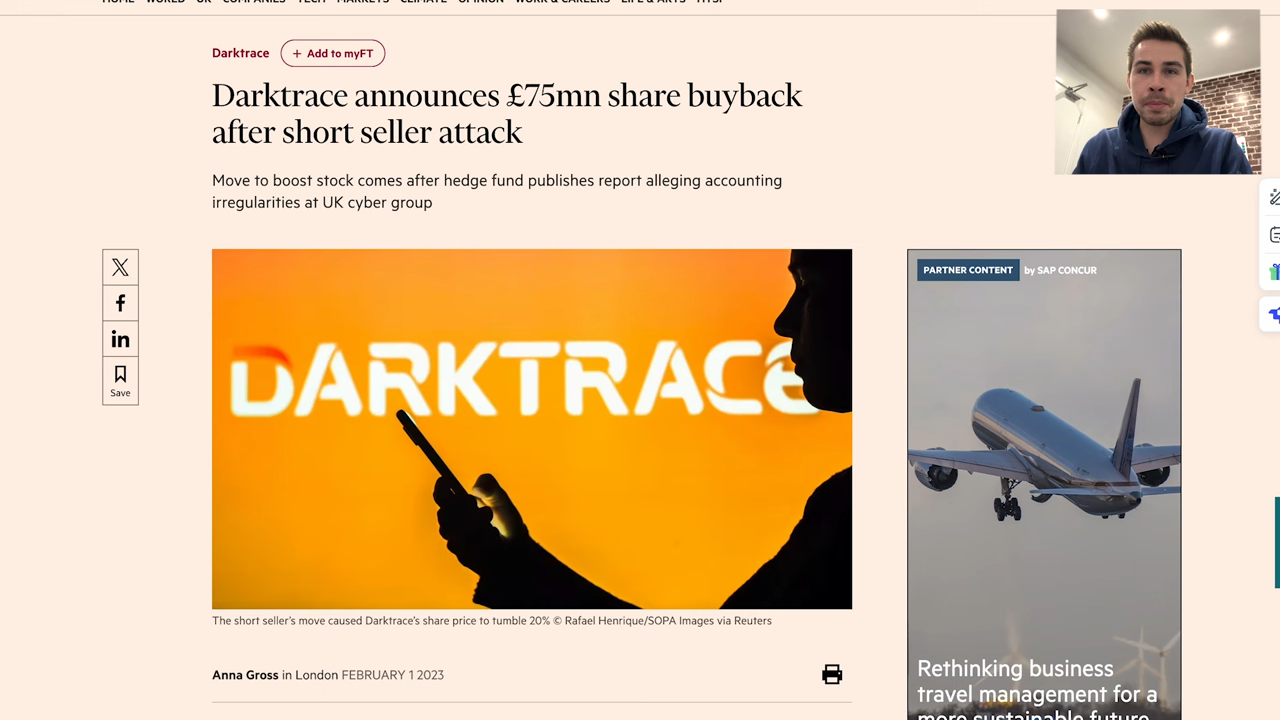 HOME WORLD UK COMPANIES TECH MARKETS CLIMATE OPINION WORK & CAREERS LIFE & ARTS HTSI
Darktrace
+ Add to myFT
Darktrace announces £75mn share buyback
after short seller attack
Move to boost stock comes after hedge fund publishes report alleging accounting
irregularities at UK cyber group
Save
DARKTRACE
The short seller's move caused Darktrace's share price to tumble 20% © Rafael Henrique/SOPA Images via Reuters
Anna Gross in London FEBRUARY 1 2023
PARTNER CONTENT by SAP CONCUR
Rethinking business
travel management for a
more sustainable future